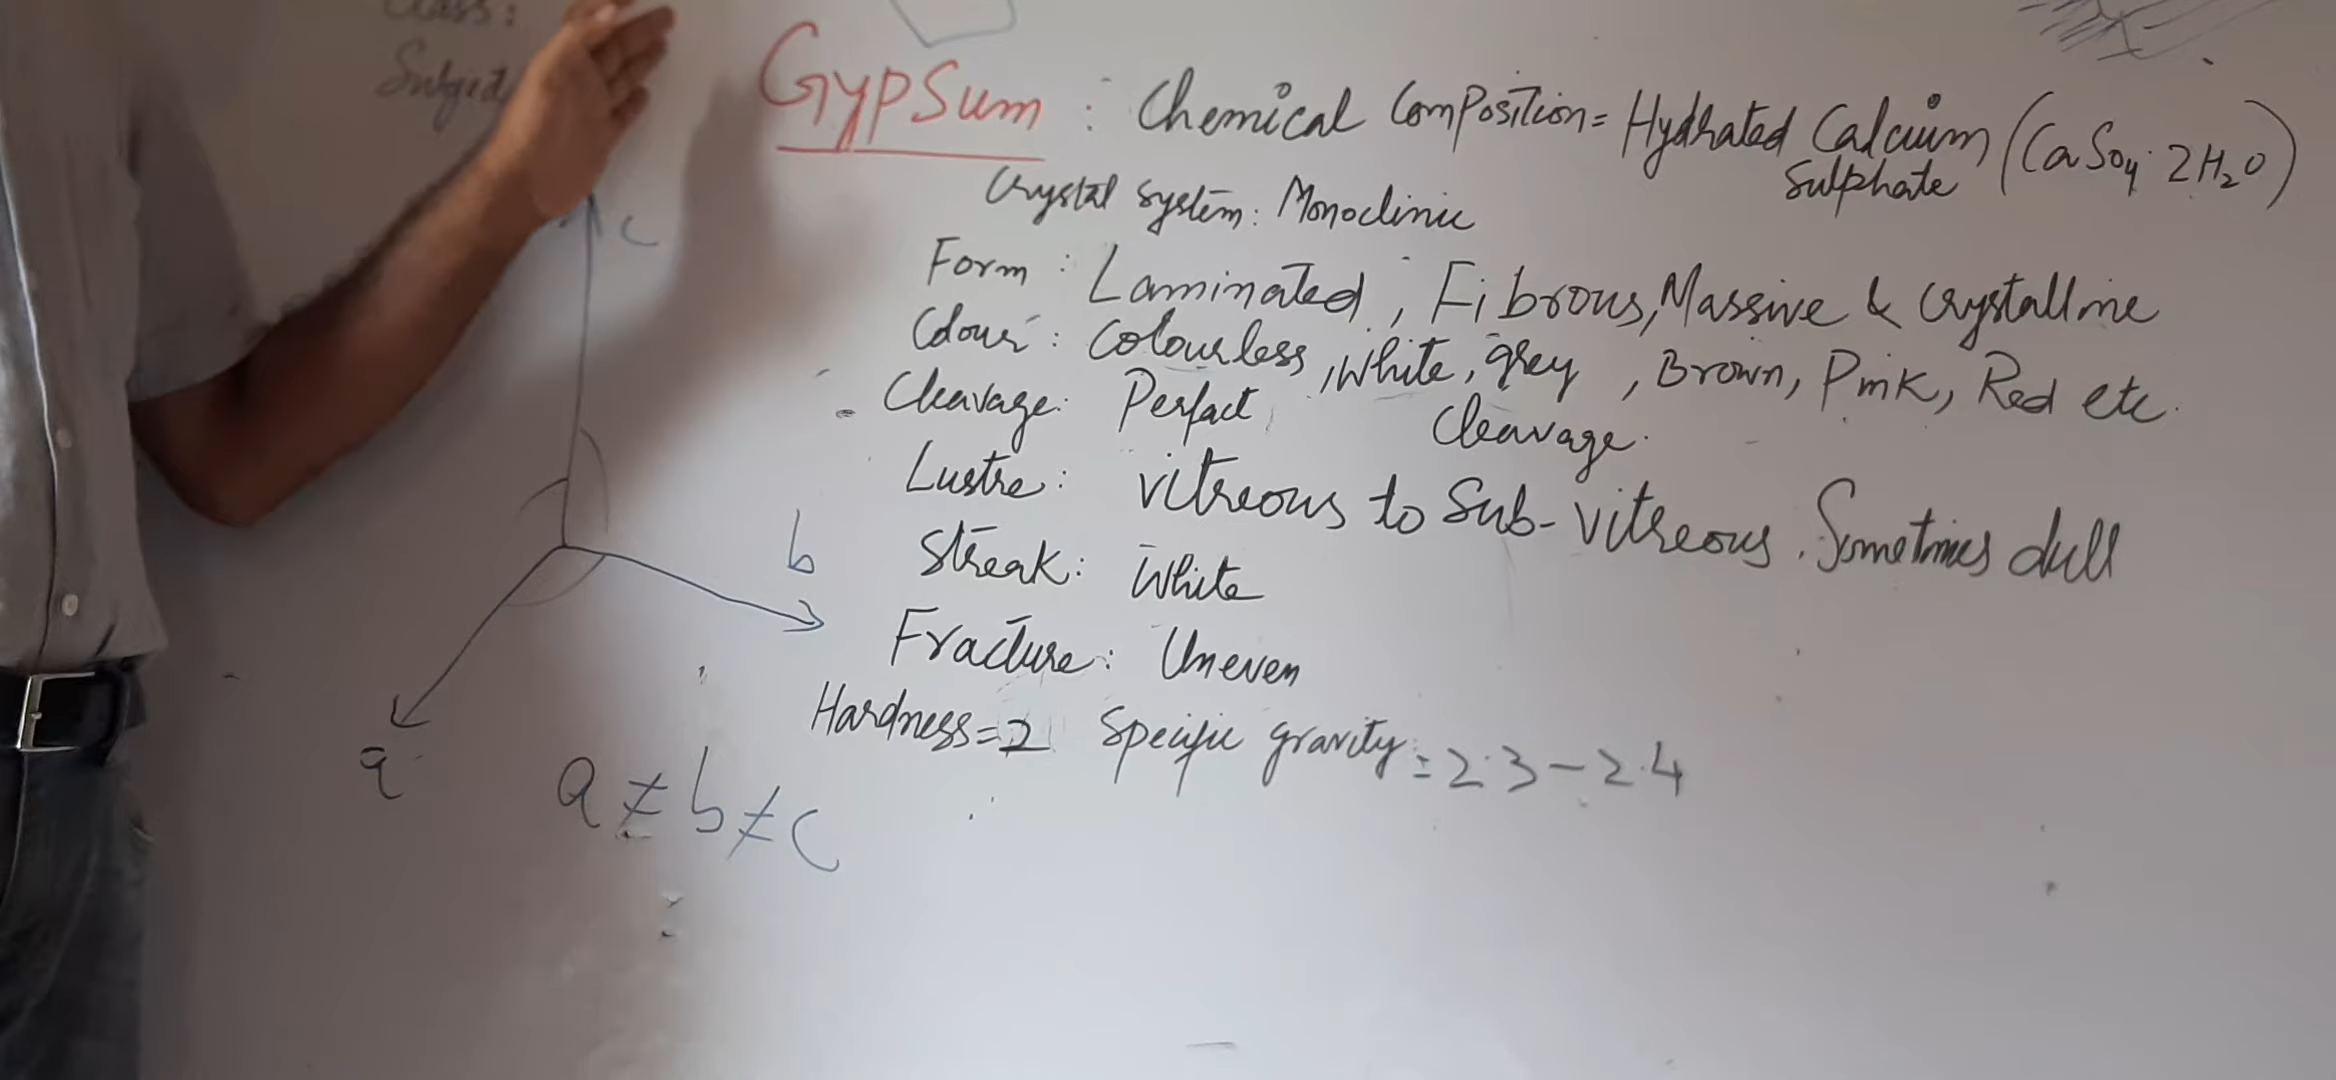 Class:
Subject
GypSum : Chemical Composition = Hydrated Calcium Sulphate (CaSo4·2H2O)
Crystal system: Monoclinic
Form : Laminated, Fibrous, Massive & Crystalline
Colour: Colourless, White, grey, Brown, Pink, Red etc.
Cleavage: Perfect Cleavage.
Lustre: Vitreous to Sub-vitreous. Sometimes dull
Streak: White
Fracture: Uneven
Hardness=2 Specific gravity = 2.3-2.4
c
b
a
a ≠ b ≠ c